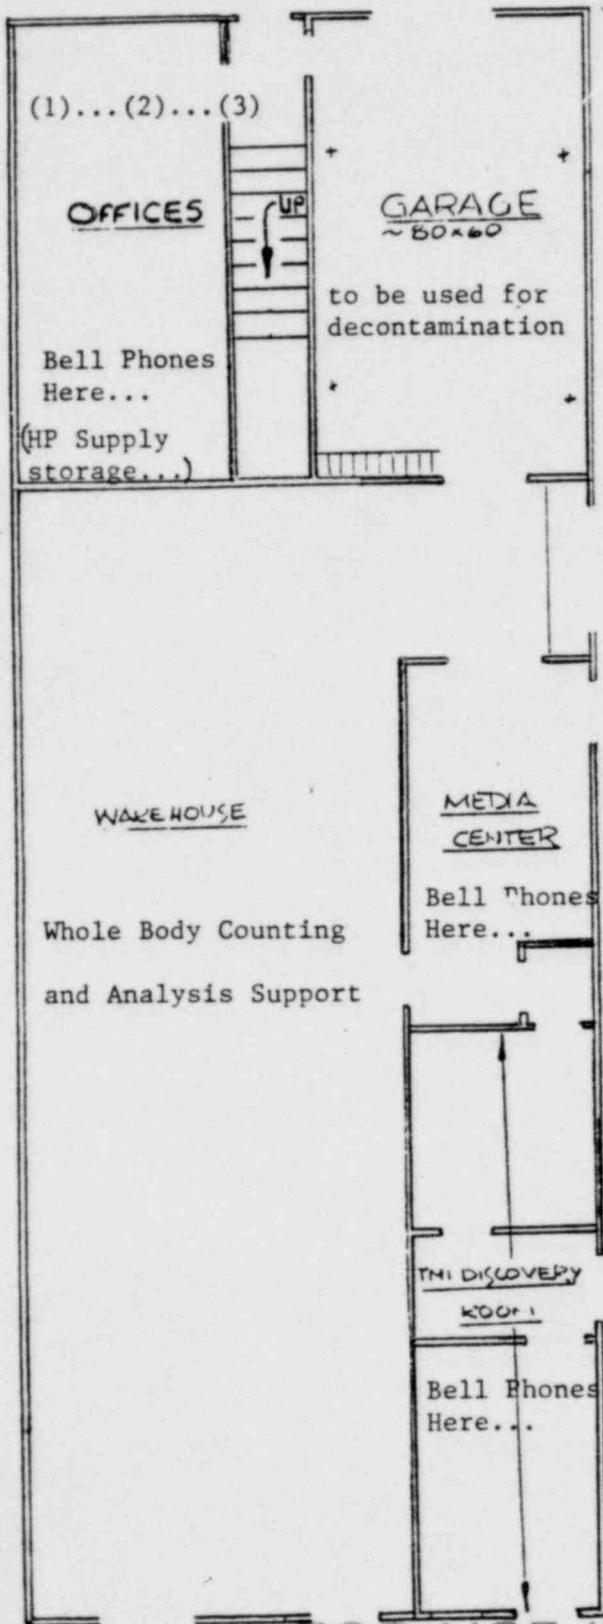 (1)...(2)...(3)
OFFICES
UP
GARAGE
~ 80x60
to be used for
decontamination
Bell Phones
Here...
(HP Supply
storage...)
WAREHOUSE
MEDIA
CENTER
Bell Phones
Here...
Whole Body Counting
and Analysis Support
TMI DISCOVERY
ROOM
Bell Phones
Here...